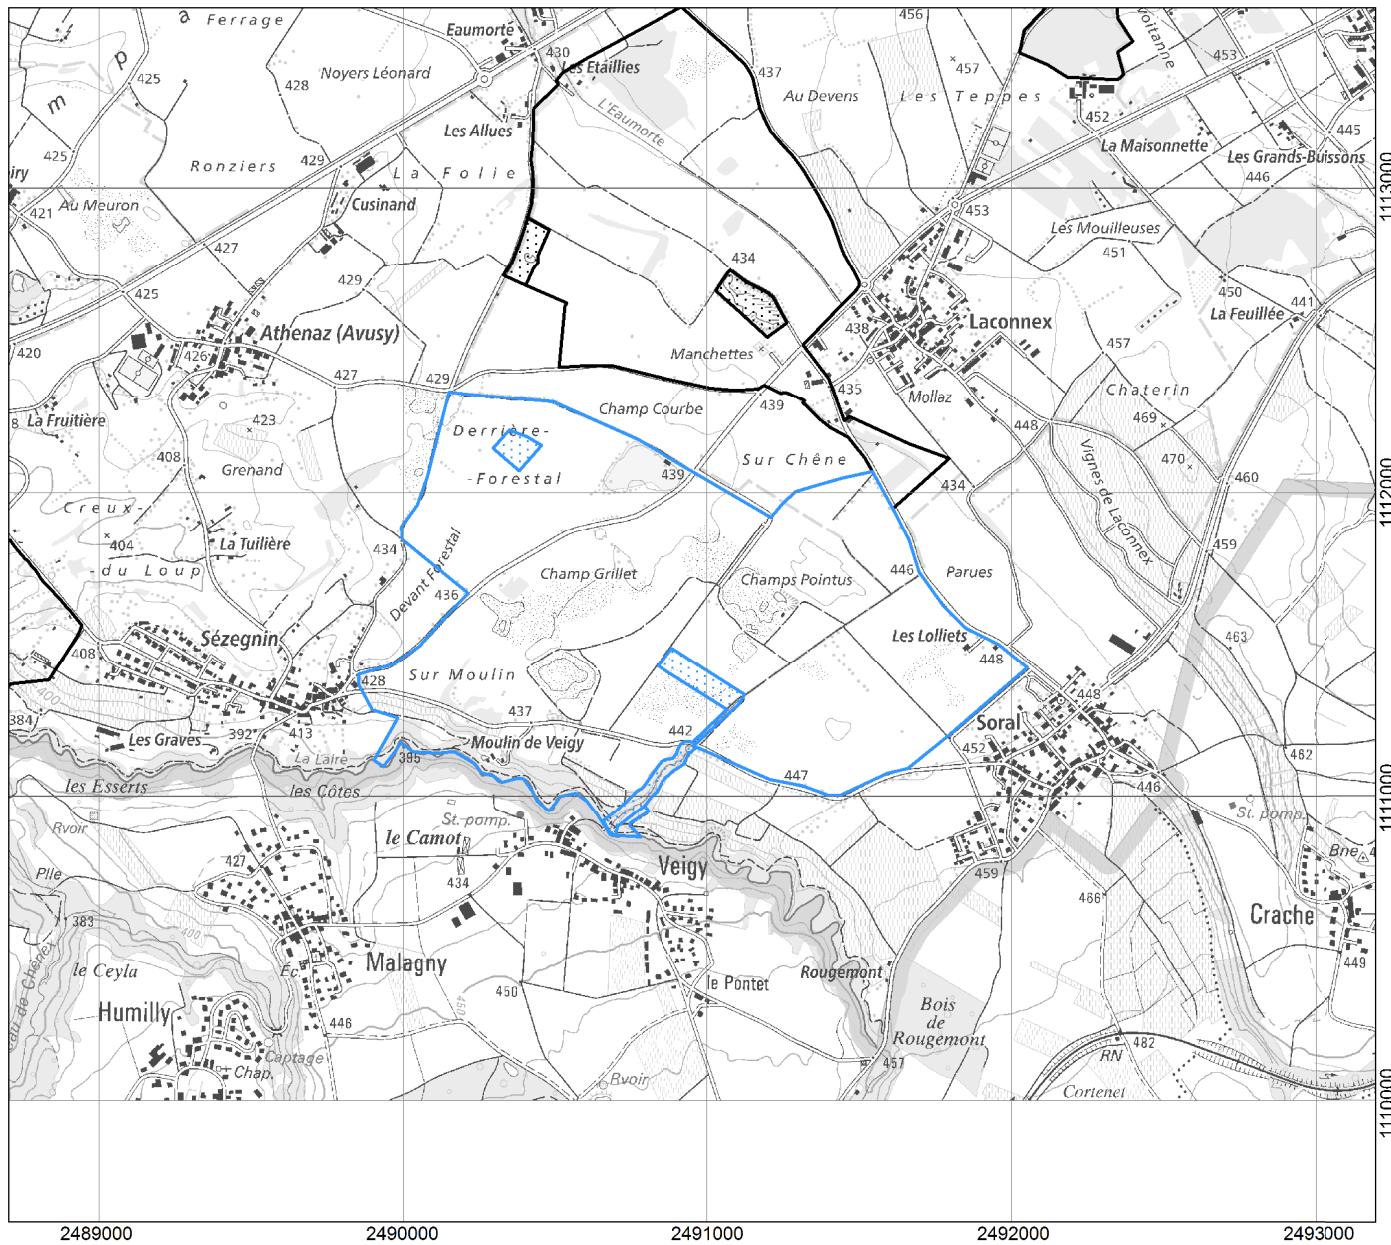 a
Ferrage
Eaumorte
430
456
voitanne
453
p
425
428
Noyers Léonard
Les Etaillies
437
457
Au Devens
Les Teppes
m
L'Eaumorte
452
445
425
Les Allues
La Maisonnette
Les Grands-Buissons
iry
Ronziers
429
La Folie
446
421
Au Meuron
Cusinand
453
1113000
427
Les Mouilleuses
451
434
429
425
450
441
La Feuillée
438
Laconnex
Athenaz (Avusy)
420
426
Manchettes
457
427
429
435
Chaterin
La Fruitière
8
Champ Courbe
439
Mollaz
469
423
Derrière-
448
408
Grenand
-Forestal
439
Sur Chêne
Vignes de Laconnex
470
460
434
Creux-
1112000
404
La Tuilière
434
459
-du Loup
Devant Forestal
Champ Grillet
Champs Pointus
446
Parues
436
Sézegnin
Les Lolliets
463
408
448
400
428
Sur Moulin
448
384
437
Soral
392
413
442
452
462
Les Graves
Moulin de Veigy
La Laire
395
les Esserts
les Côtes
447
446
1111000
St. pomp.
St. pomp.
Rvoir
le Camot
427
Veigy
Bne
4
Plle
434
459
466
383
Crache
400
Malagny
le Ceyla
Éc.
Rougemont
449
450
le Pontet
Humilly
450
Bois
de
Rougemont
446
482
Captage
457
RN
Chap.
Rvoir
Cortenet
1110000
2489000
2490000
2491000
2492000
2493000